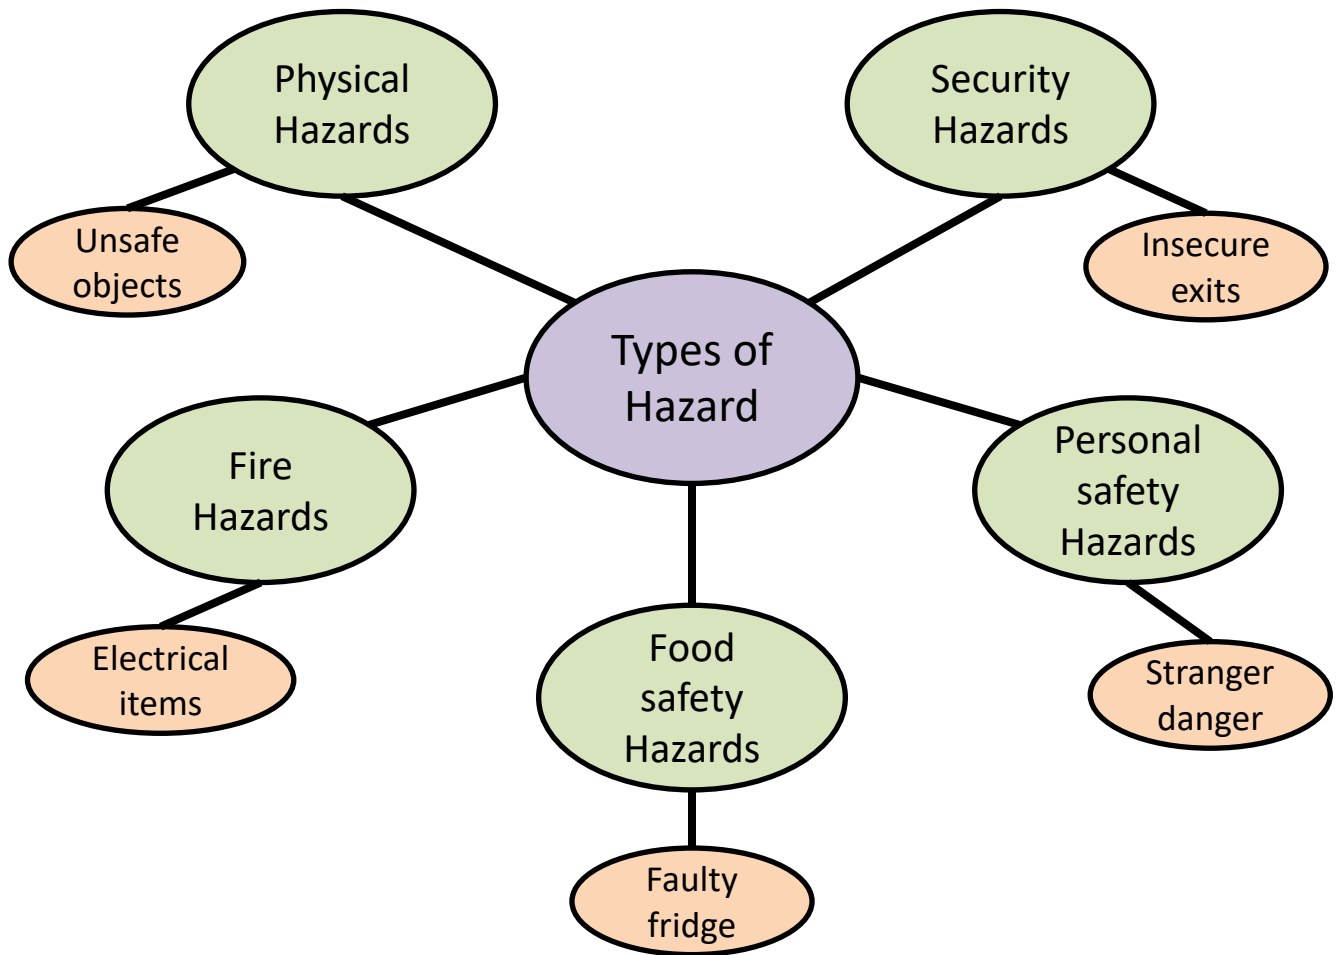 Physical
Hazards
Security
Hazards
Unsafe
objects
Insecure
exits
Types of
Hazard
Fire
Hazards
Personal
safety
Hazards
Electrical
items
Food
safety
Hazards
Stranger
danger
Faulty
fridge